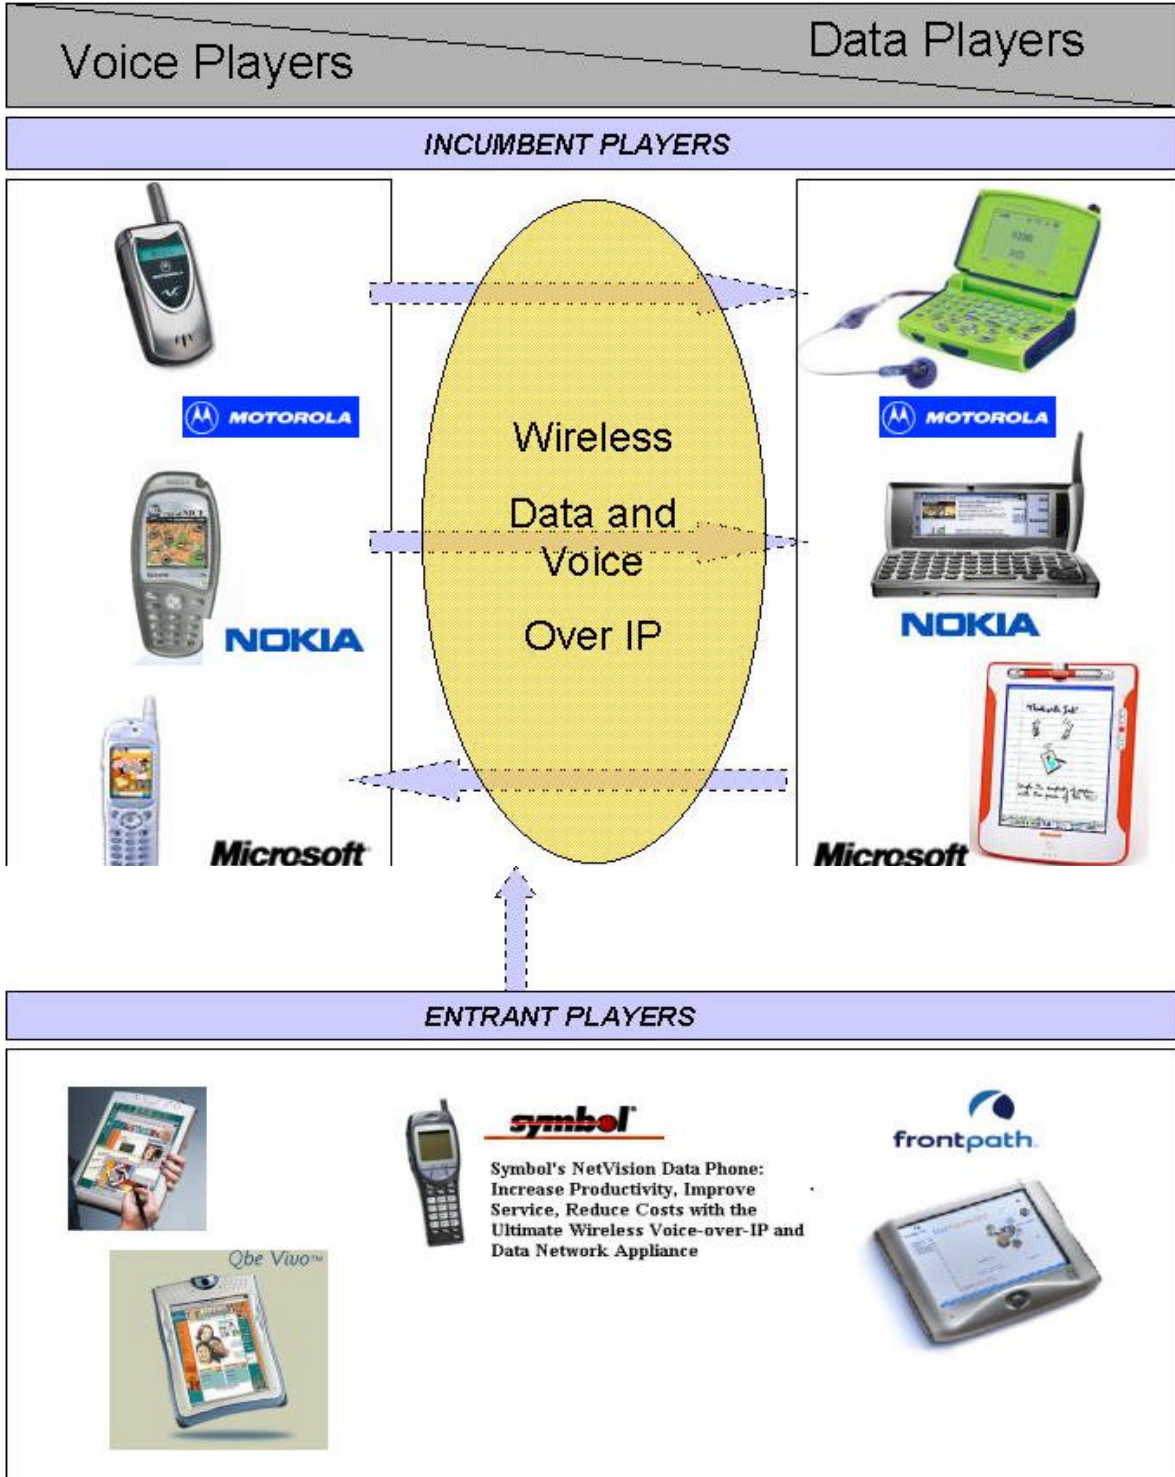 Voice Players
Data Players
INCUMBENT PLAYERS
MOTOROLA
MOTOROLA
MOTOROLA
NOKIA
NOKIA
Microsoft
Microsoft
Wireless
Data and
Voice
Over IP
ENTRANT PLAYERS
Qbe Vivo™
symbol®
Symbol's NetVision Data Phone:
Increase Productivity, Improve
Service, Reduce Costs with the
Ultimate Wireless Voice-over-IP and
Data Network Appliance
frontpath.